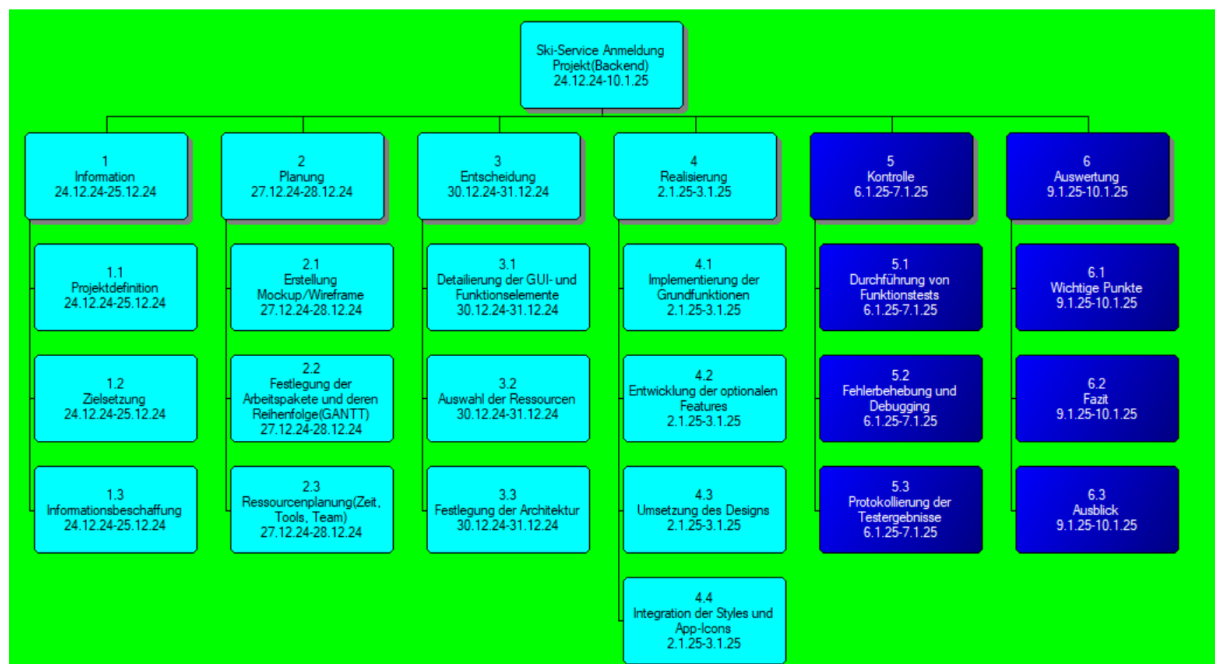 Ski-Service Anmeldung
Projekt(Backend)
24.12.24-10.1.25
1
Information
24.12.24-25.12.24
2
Planung
27.12.24-28.12.24
3
Entscheidung
30.12.24-31.12.24
4
Realisierung
2.1.25-3.1.25
5
Kontrolle
6.1.25-7.1.25
6
Auswertung
9.1.25-10.1.25
1.1
Projektdefinition
24.12.24-25.12.24
2.1
Erstellung
Mockup/Wireframe
27.12.24-28.12.24
3.1
Detailierung der GUI- und
Funktionselemente
30.12.24-31.12.24
4.1
Implementierung der
Grundfunktionen
2.1.25-3.1.25
5.1
Durchführung von
Funktionstests
6.1.25-7.1.25
6.1
Wichtige Punkte
9.1.25-10.1.25
1.2
Zielsetzung
24.12.24-25.12.24
2.2
Festlegung der
Arbeitspakete und deren
Reihenfolge(GANTT)
27.12.24-28.12.24
3.2
Auswahl der Ressourcen
30.12.24-31.12.24
4.2
Entwicklung der optionalen
Features
2.1.25-3.1.25
5.2
Fehlerbehebung und
Debugging
6.1.25-7.1.25
6.2
Fazit
9.1.25-10.1.25
1.3
Informationsbeschaffung
24.12.24-25.12.24
2.3
Ressourcenplanung(Zeit,
Tools, Team)
27.12.24-28.12.24
3.3
Festlegung der Architektur
30.12.24-31.12.24
4.3
Umsetzung des Designs
2.1.25-3.1.25
5.3
Protokollierung der
Testergebnisse
6.1.25-7.1.25
6.3
Ausblick
9.1.25-10.1.25
4.4
Integration der Styles und
App-Icons
2.1.25-3.1.25